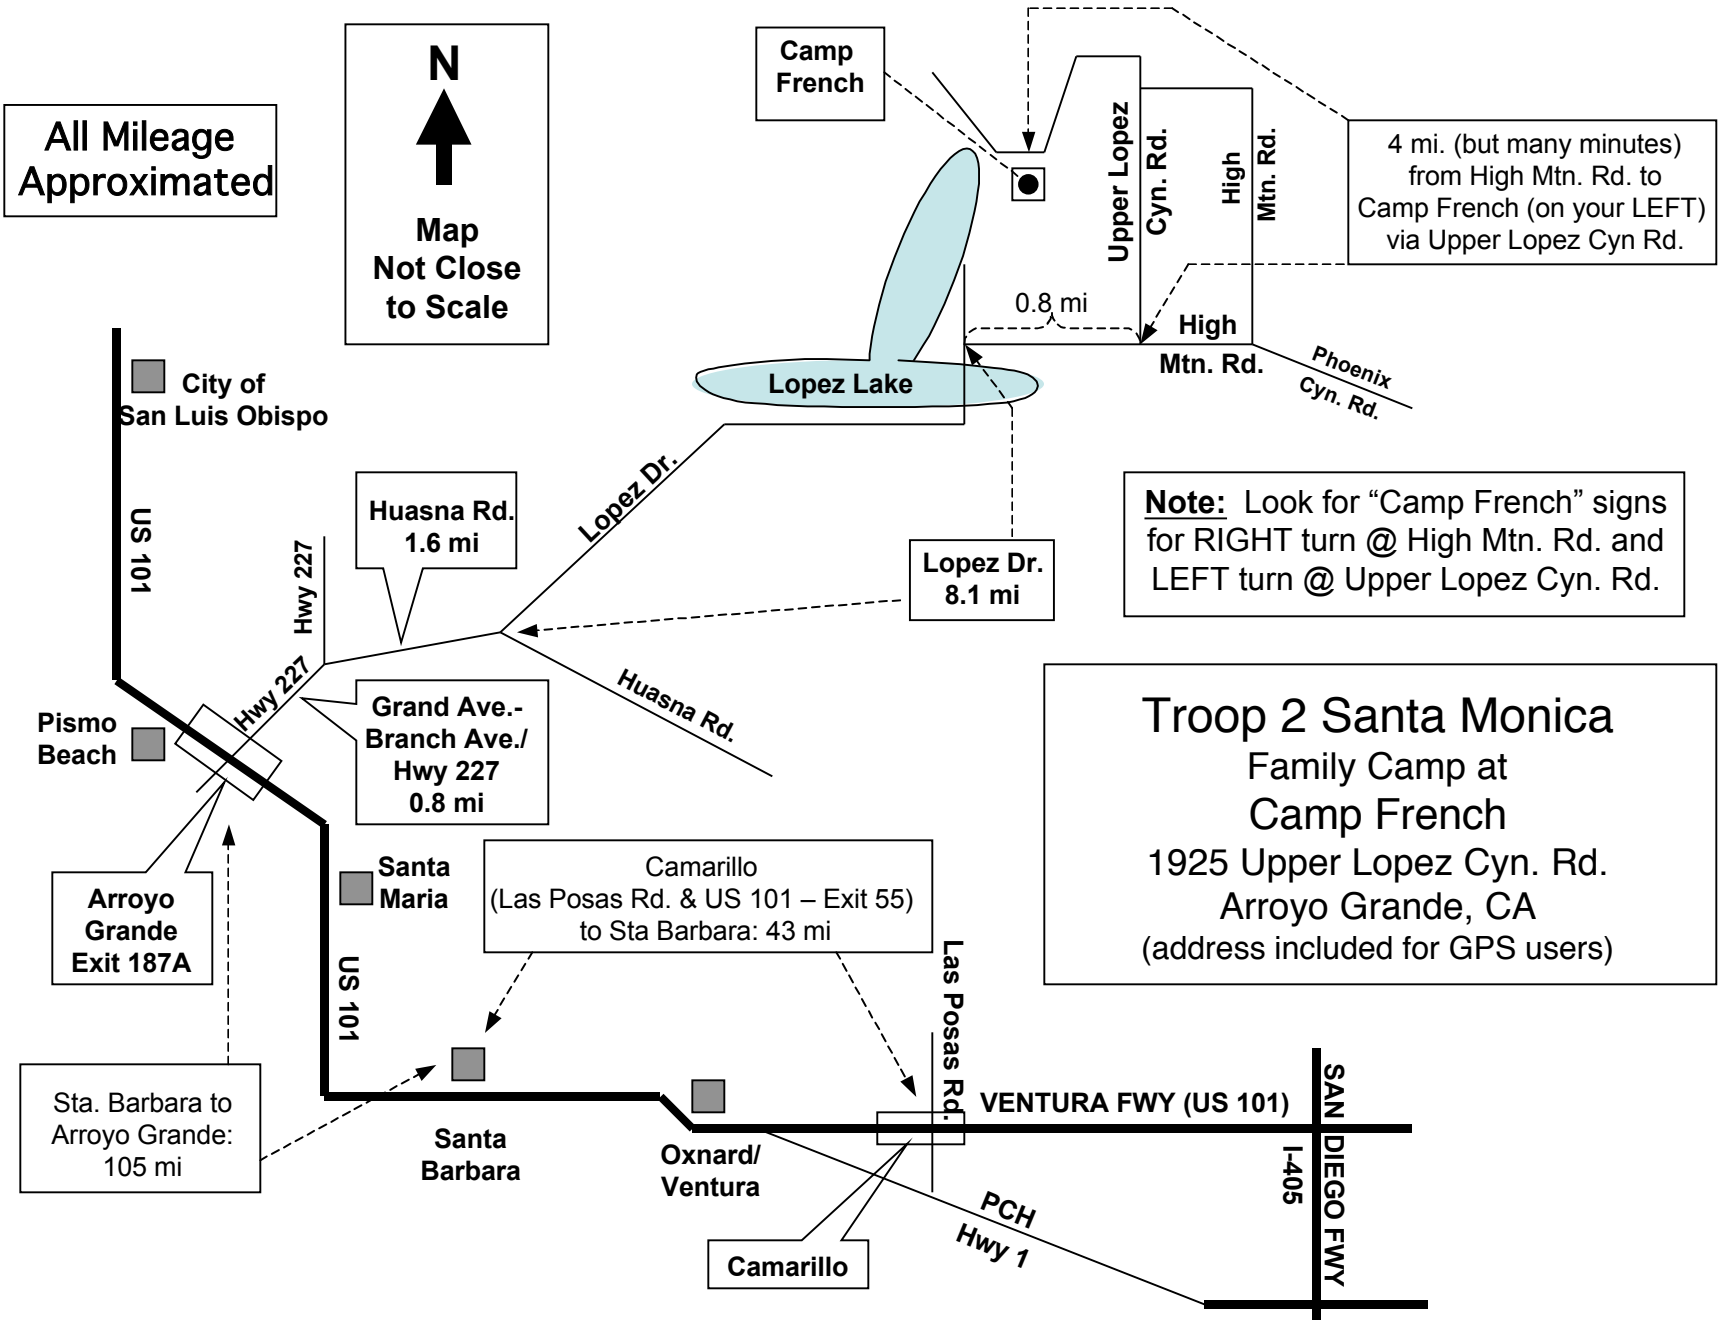 All Mileage
Approximated
N
Map
Not Close
to Scale
Camp
French
Upper Lopez
Cyn. Rd.
High
Mtn. Rd.
4 mi. (but many minutes)
from High Mtn. Rd. to
Camp French (on your LEFT)
via Upper Lopez Cyn Rd.
0.8 mi
High
Mtn. Rd.
Phoenix
Cyn. Rd.
Lopez Lake
City of
San Luis Obispo
US 101
Lopez Dr.
Huasna Rd.
1.6 mi
Hwy 227
Hwy 227
Lopez Dr.
8.1 mi
Note: Look for “Camp French” signs
for RIGHT turn @ High Mtn. Rd. and
LEFT turn @ Upper Lopez Cyn. Rd.
Huasna Rd.
Pismo
Beach
Grand Ave.-
Branch Ave./
Hwy 227
0.8 mi
Troop 2 Santa Monica
Family Camp at
Camp French
1925 Upper Lopez Cyn. Rd.
Arroyo Grande, CA
(address included for GPS users)
Arroyo
Grande
Exit 187A
Santa
Maria
Camarillo
(Las Posas Rd. & US 101 – Exit 55)
to Sta Barbara: 43 mi
US 101
Las Posas Rd.
Sta. Barbara to
Arroyo Grande:
105 mi
Santa
Barbara
Oxnard/
Ventura
VENTURA FWY (US 101)
SAN DIEGO FWY
I-405
PCH
Hwy 1
Camarillo